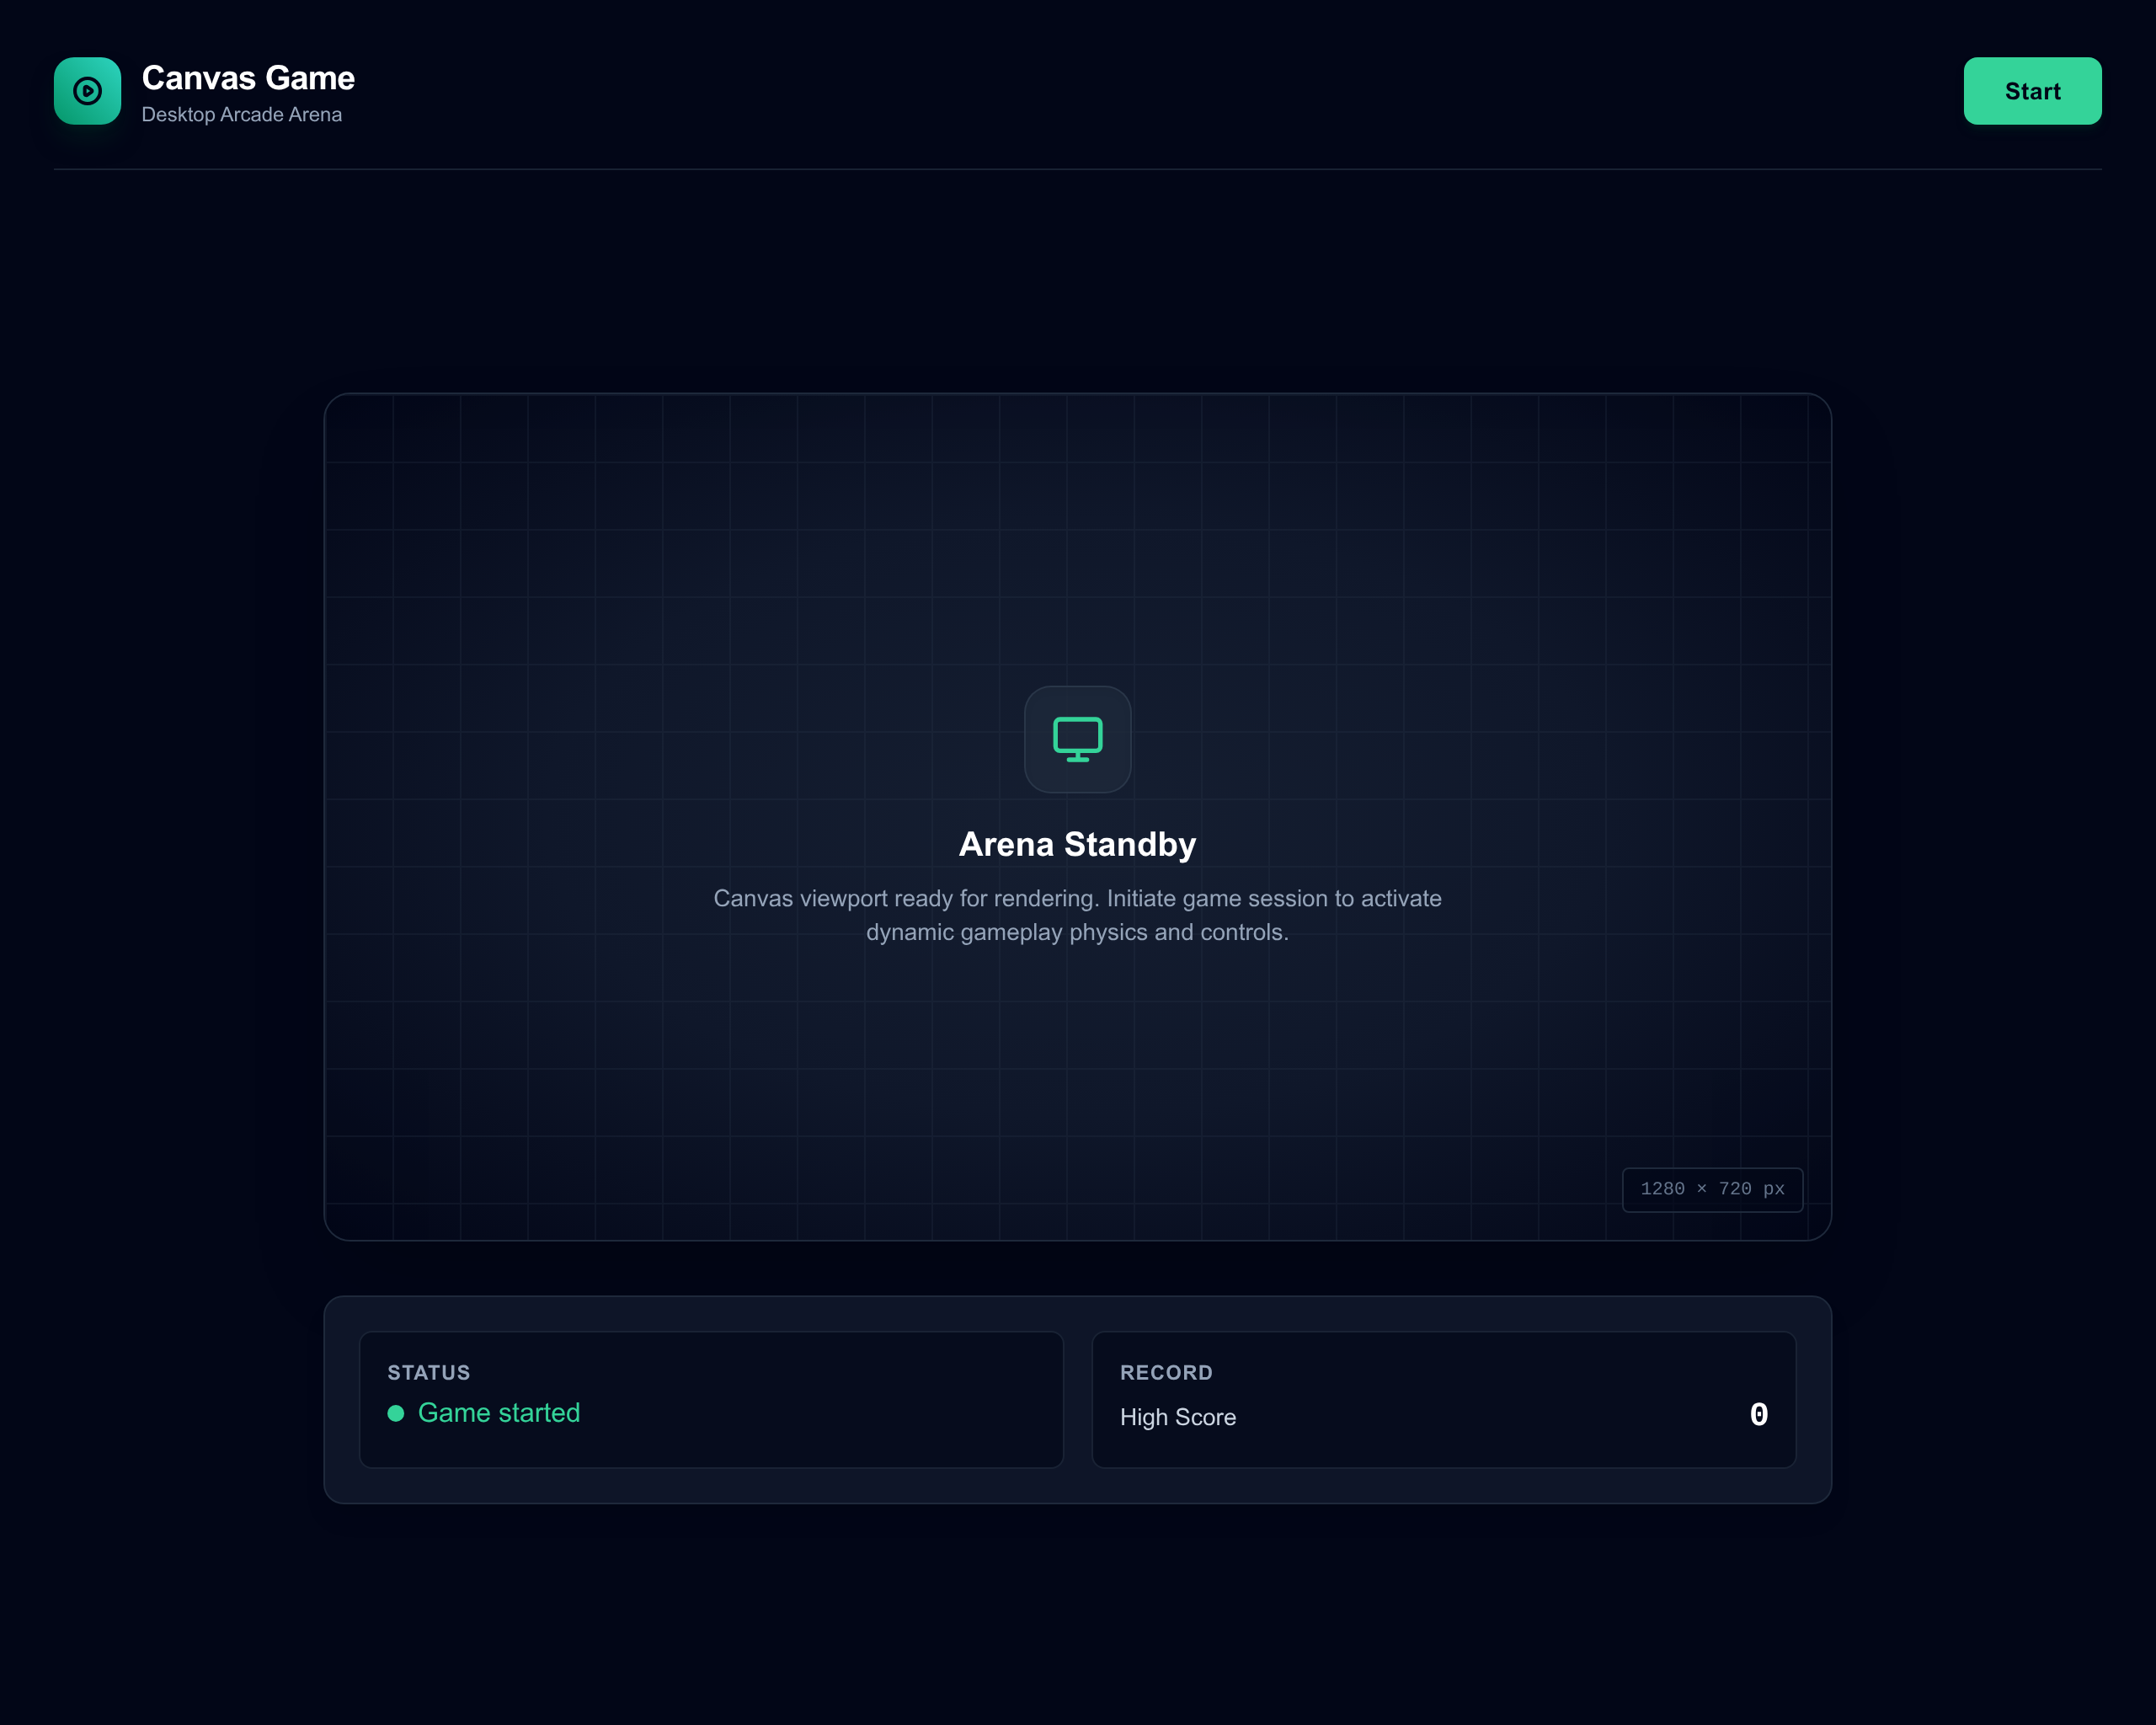 Canvas Game
Desktop Arcade Arena
Start
Arena Standby
Canvas viewport ready for rendering. Initiate game session to activate
dynamic gameplay physics and controls.
1280 × 720 px
STATUS
Game started
RECORD
High Score
0